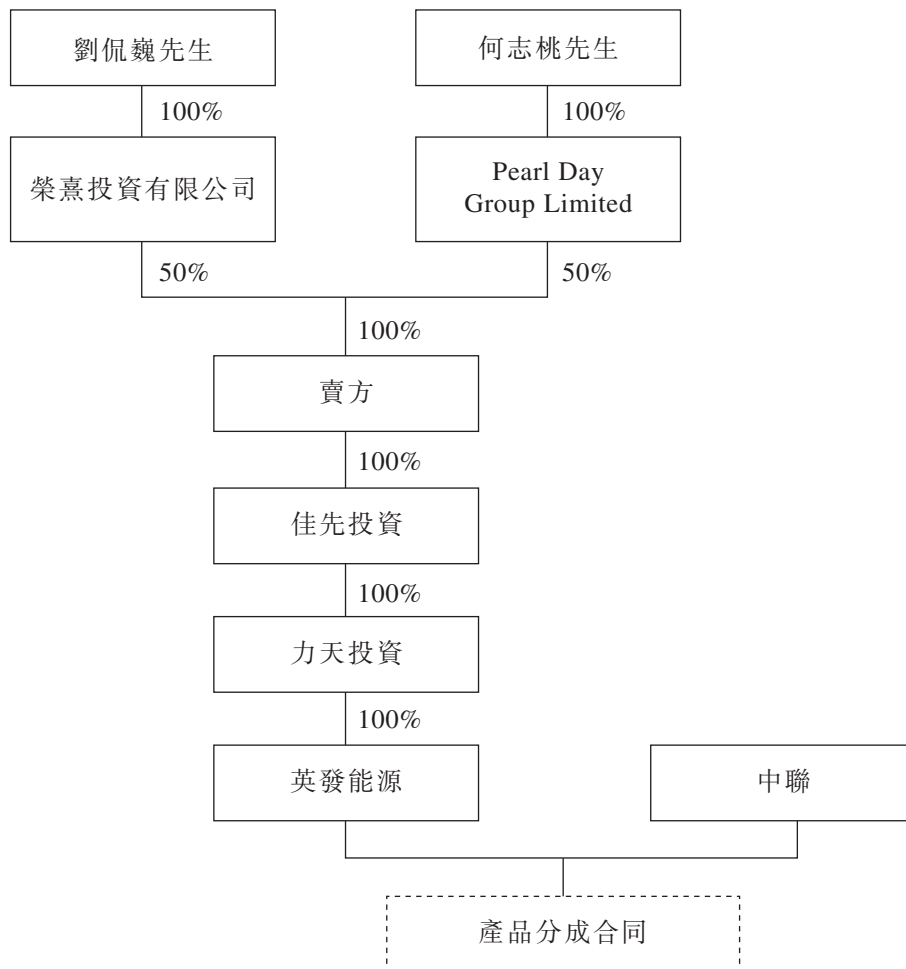 劉侃巍先生
何志桃先生
100%
100%
榮熹投資有限公司
Pearl Day
Group Limited
50%
50%
100%
賣方
100%
佳先投資
100%
力天投資
100%
英發能源
中聯
產品分成合同